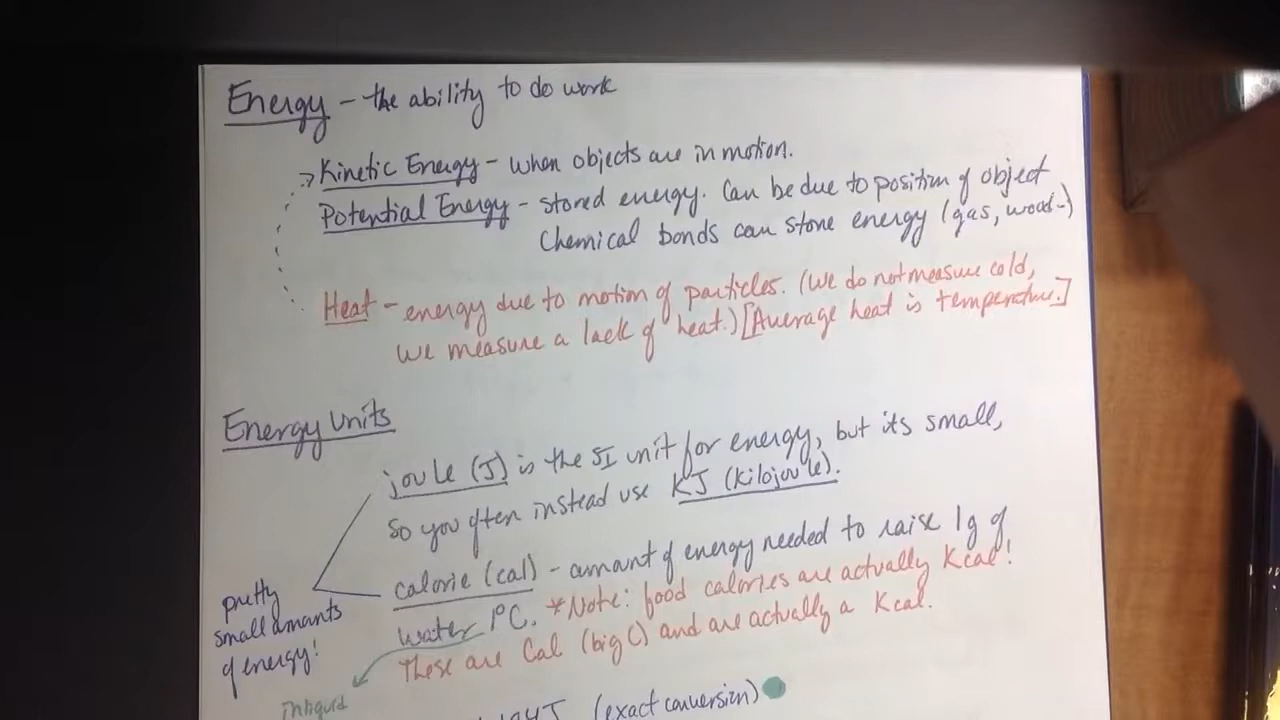 Energy - the ability to do work
Kinetic Energy - when objects are in motion.
Potential Energy - stored energy. Can be due to position of object
Chemical bonds can store energy (gas, wood-)
Heat - energy due to motion of particles. (We do not measure cold,
we measure a lack of heat.) [Average heat is temperature.]
Energy Units
joule (J) is the SI unit for energy, but its small,
so you often instead use KJ (Kilojoule).
calorie (cal) - amount of energy needed to raise 1g of
water 1°C. *Note: food calories are actually Kcal!
These are Cal (big C) and are actually a Kcal.
pretty
small amants
of energy!
(exact conversion)